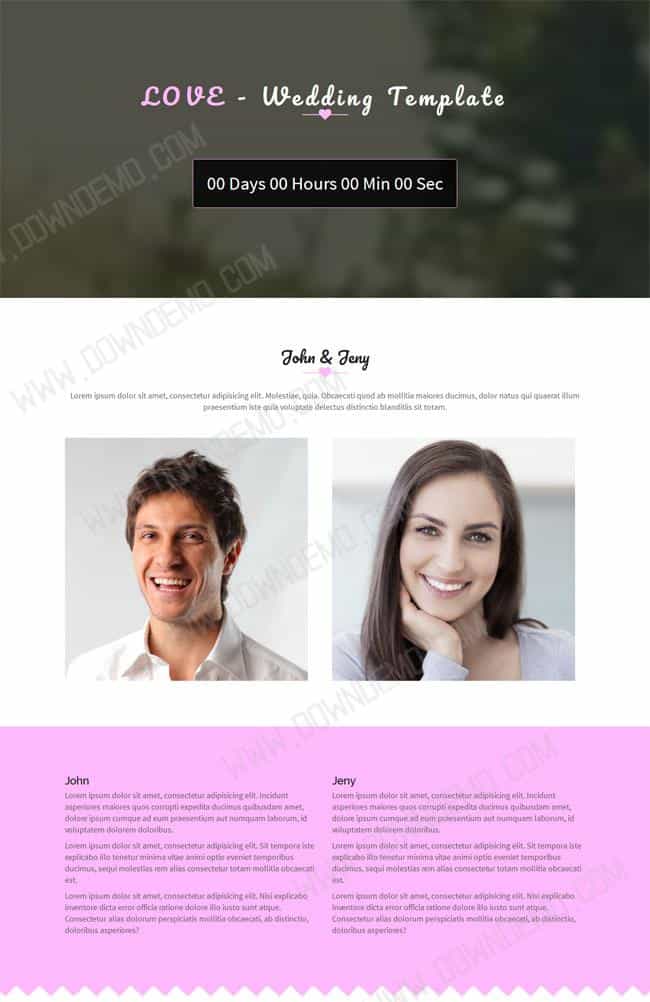 LOVE - Wedding Template
00 Days 00 Hours 00 Min 00 Sec
John & Jeny
Lorem ipsum dolor sit amet, consectetur adipisicing elit. Molestiae, quia. Obcaecati quod ab mollitia maiores ducimus, dolor natus qui quaerat illum
praesentium iste quia voluptate delectus distinctio blanditiis sit totam.
John
Lorem ipsum dolor sit amet, consectetur adipisicing elit. Incidunt
asperiores maiores quos corrupti expedita ducimus quibusdam amet,
dolore itaque cumque ad eum praesentium aut numquam laborum, id
voluptatem dolorem doloribus.
Lorem ipsum dolor sit amet, consectetur adipisicing elit. Sit tempora iste
explicabo illo tenetur minima vitae animi optio eveniet temporibus
ducimus, sequi molestias rem alias consectetur totam laborum dicta obcaecati
est.
Lorem ipsum dolor sit amet, consectetur adipisicing elit. Nisi explicabo
inventore dicta error officia ratione dolore illo iusto sunt atque.
Consectetur alias dolorum perspiciatis mollitia obcaecati, ab distinctio,
doloribus asperiores?
Jeny
Lorem ipsum dolor sit amet, consectetur adipisicing elit. Incidunt
asperiores maiores quos corrupti expedita ducimus quibusdam amet,
dolore itaque cumque ad eum praesentium aut numquam laborum, id
voluptatem dolorem doloribus.
Lorem ipsum dolor sit amet, consectetur adipisicing elit. Sit tempore iste
explicabo illo tenetur minima vitae animi optio eveniet temporibus
ducimus, sequi molestias rem alias consectetur totam obcaecati
est.
Lorem ipsum dolor sit amet, consectetur adipisicing elit. Nisi explicabo
inventore dicta error officia ratione dolore illo iusto sunt atque.
Consectetur alias dolorum perspiciatis mollitia obcaecati, ab distinctio,
doloribus asperiores?
WWW.DOWNDEMO.COM